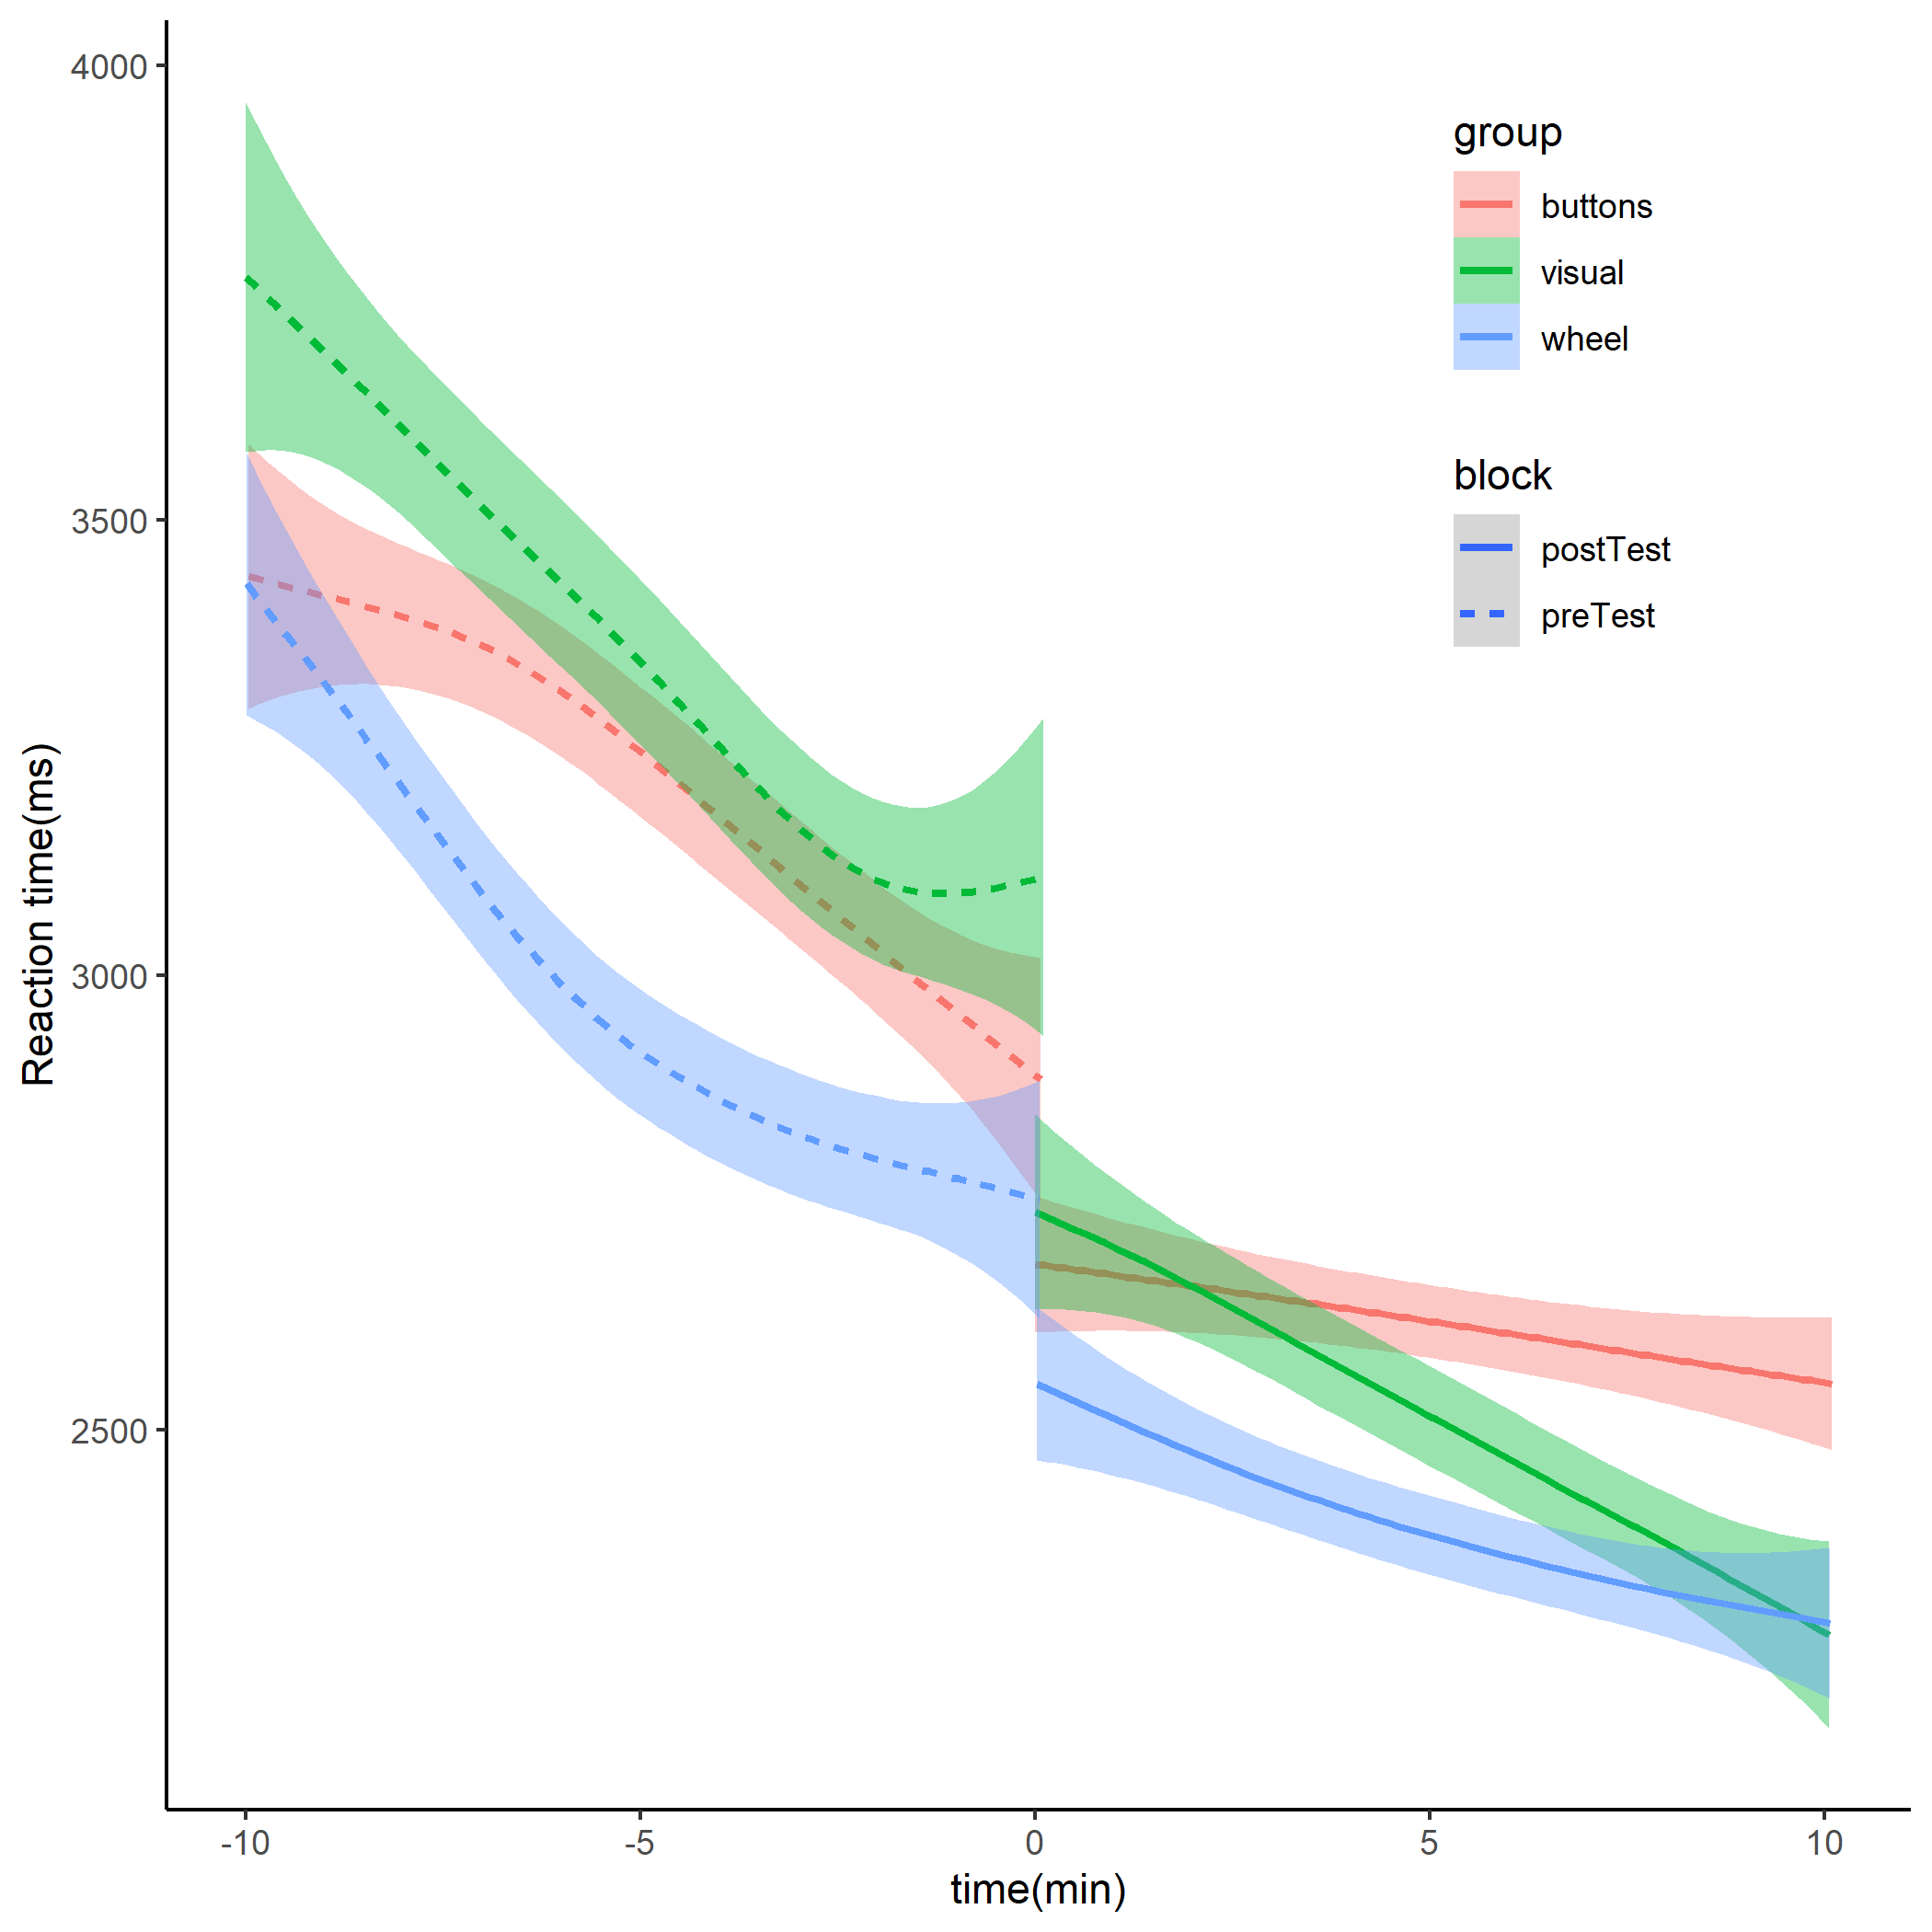 4000
3500
3000
2500
Reaction time(ms)
-10
-5
0
5
10
time(min)
group
buttons
visual
wheel
block
postTest
preTest